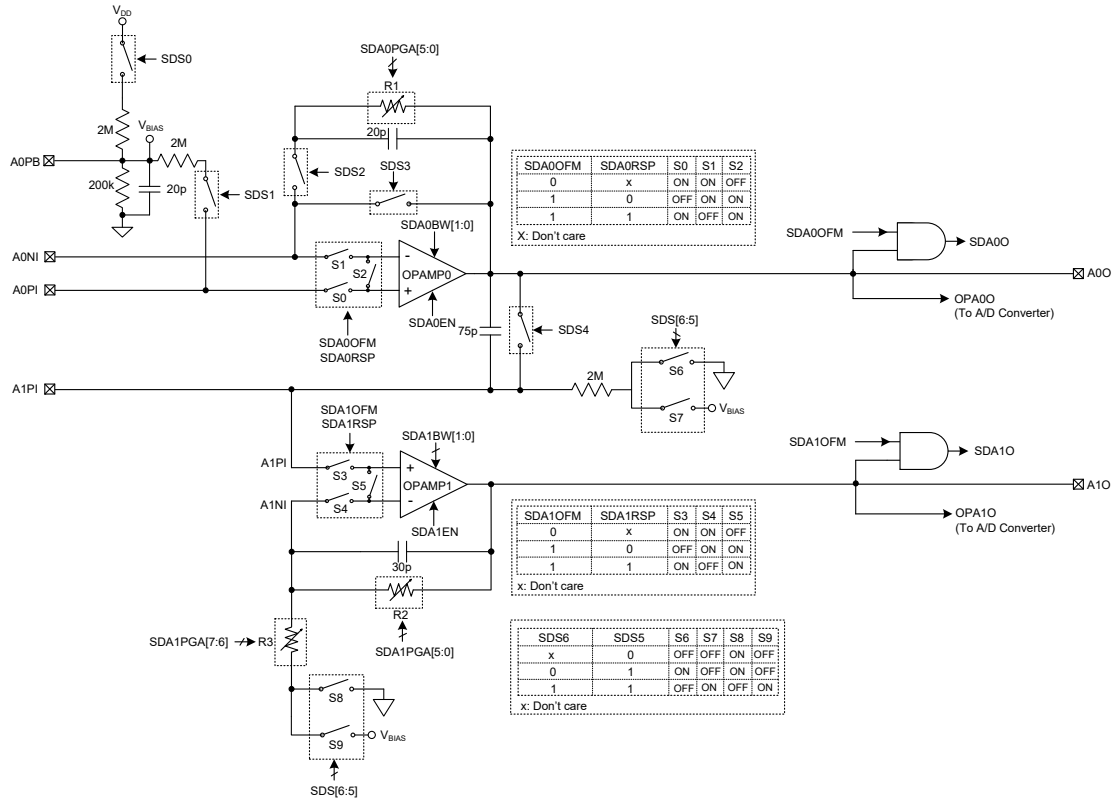 VDD
SDS0
2M
VBIAS
2M
A0PB
200k
20p
SDS1
SDA0PGA[5:0]
R1
20p
SDS2
SDS3
SDA0BW[1:0]
A0NI
A0PI
S1
S2
S0
-
OPAMP0
+
SDA0EN
SDA0OFM
SDA0RSP
75p
SDS4
SDA0OFM SDA0RSP S0 S1 S2
0 x ON ON OFF
1 0 OFF ON ON
1 1 ON OFF ON
X: Don't care
SDA0OFM
SDA0O
A0O
OPA0O
(To A/D Converter)
A1PI
2M
SDS[6:5]
S6
S7
VBIAS
SDA1OFM
SDA1RSP
SDA1BW[1:0]
A1PI
A1NI
S3
S5
S4
+
OPAMP1
-
SDA1EN
30p
R2
SDA1PGA[5:0]
SDA1OFM
SDA1O
A1O
OPA1O
(To A/D Converter)
SDA1OFM SDA1RSP S3 S4 S5
0 x ON ON OFF
1 0 OFF ON ON
1 1 ON OFF ON
x: Don't care
SDA1PGA[7:6]
R3
S8
S9
VBIAS
SDS[6:5]
SDS6 SDS5 S6 S7 S8 S9
x 0 OFF OFF ON OFF
0 1 ON OFF ON OFF
1 1 OFF ON OFF ON
x: Don't care